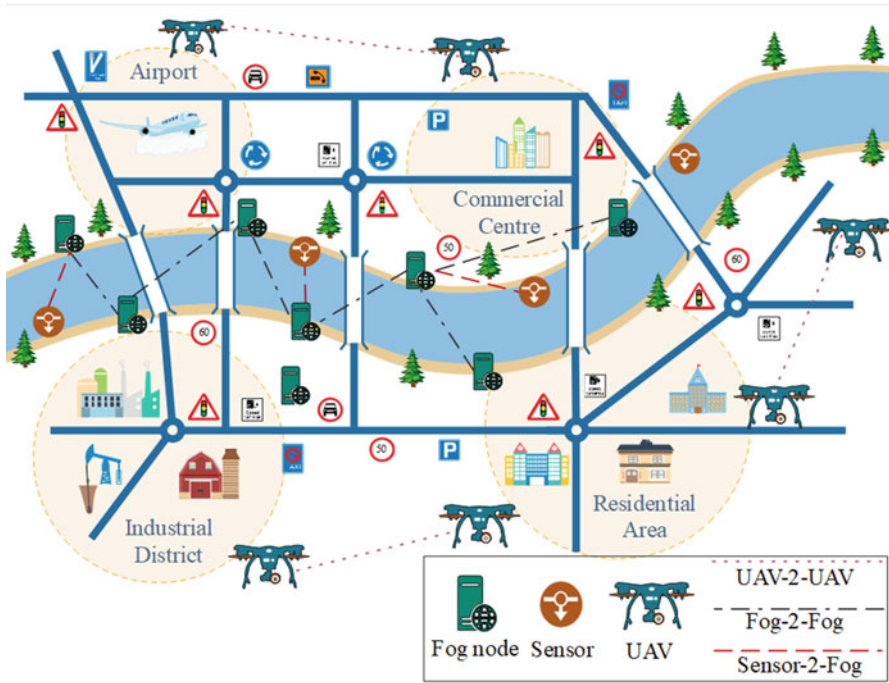 Airport
P
Commercial
Centre
50
60
60
50
P
Industrial
District
Residential
Area
Fog node
Sensor
UAV
UAV-2-UAV
Fog-2-Fog
Sensor-2-Fog